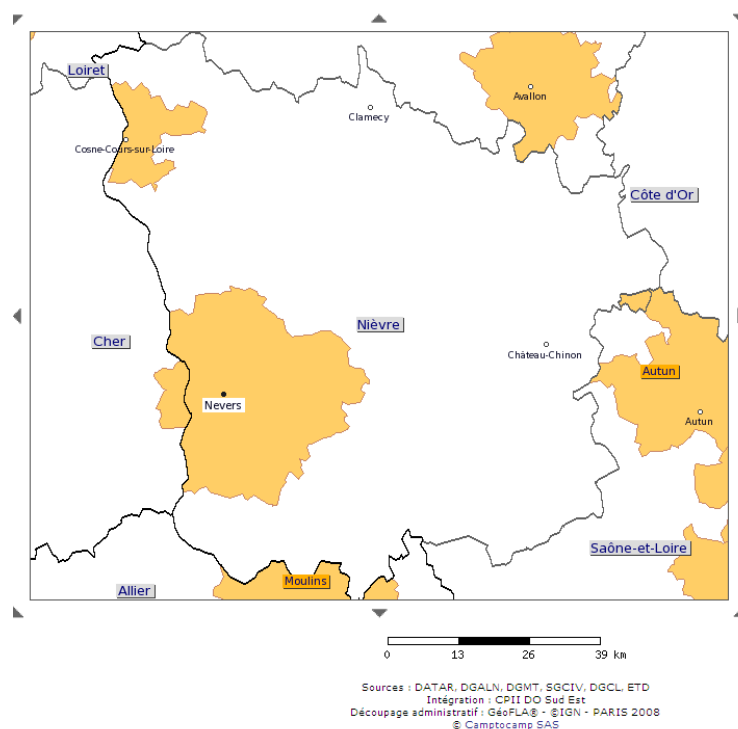 Loiret
Avallon
Clamecy
Cosne-Cours-sur-Loire
Côte d'Or
Nièvre
Cher
Château-Chinon
Autun
Nevers
Autun
Saône-et-Loire
Moulins
Allier
0 13 26 39 km
Sources : DATAR, DGALN, DGMT, SGCIV, DGCL, ETD
Intégration : CPII DO Sud Est
Découpage administratif : GéoFLA® - ©IGN - PARIS 2008
© Camptocamp SAS